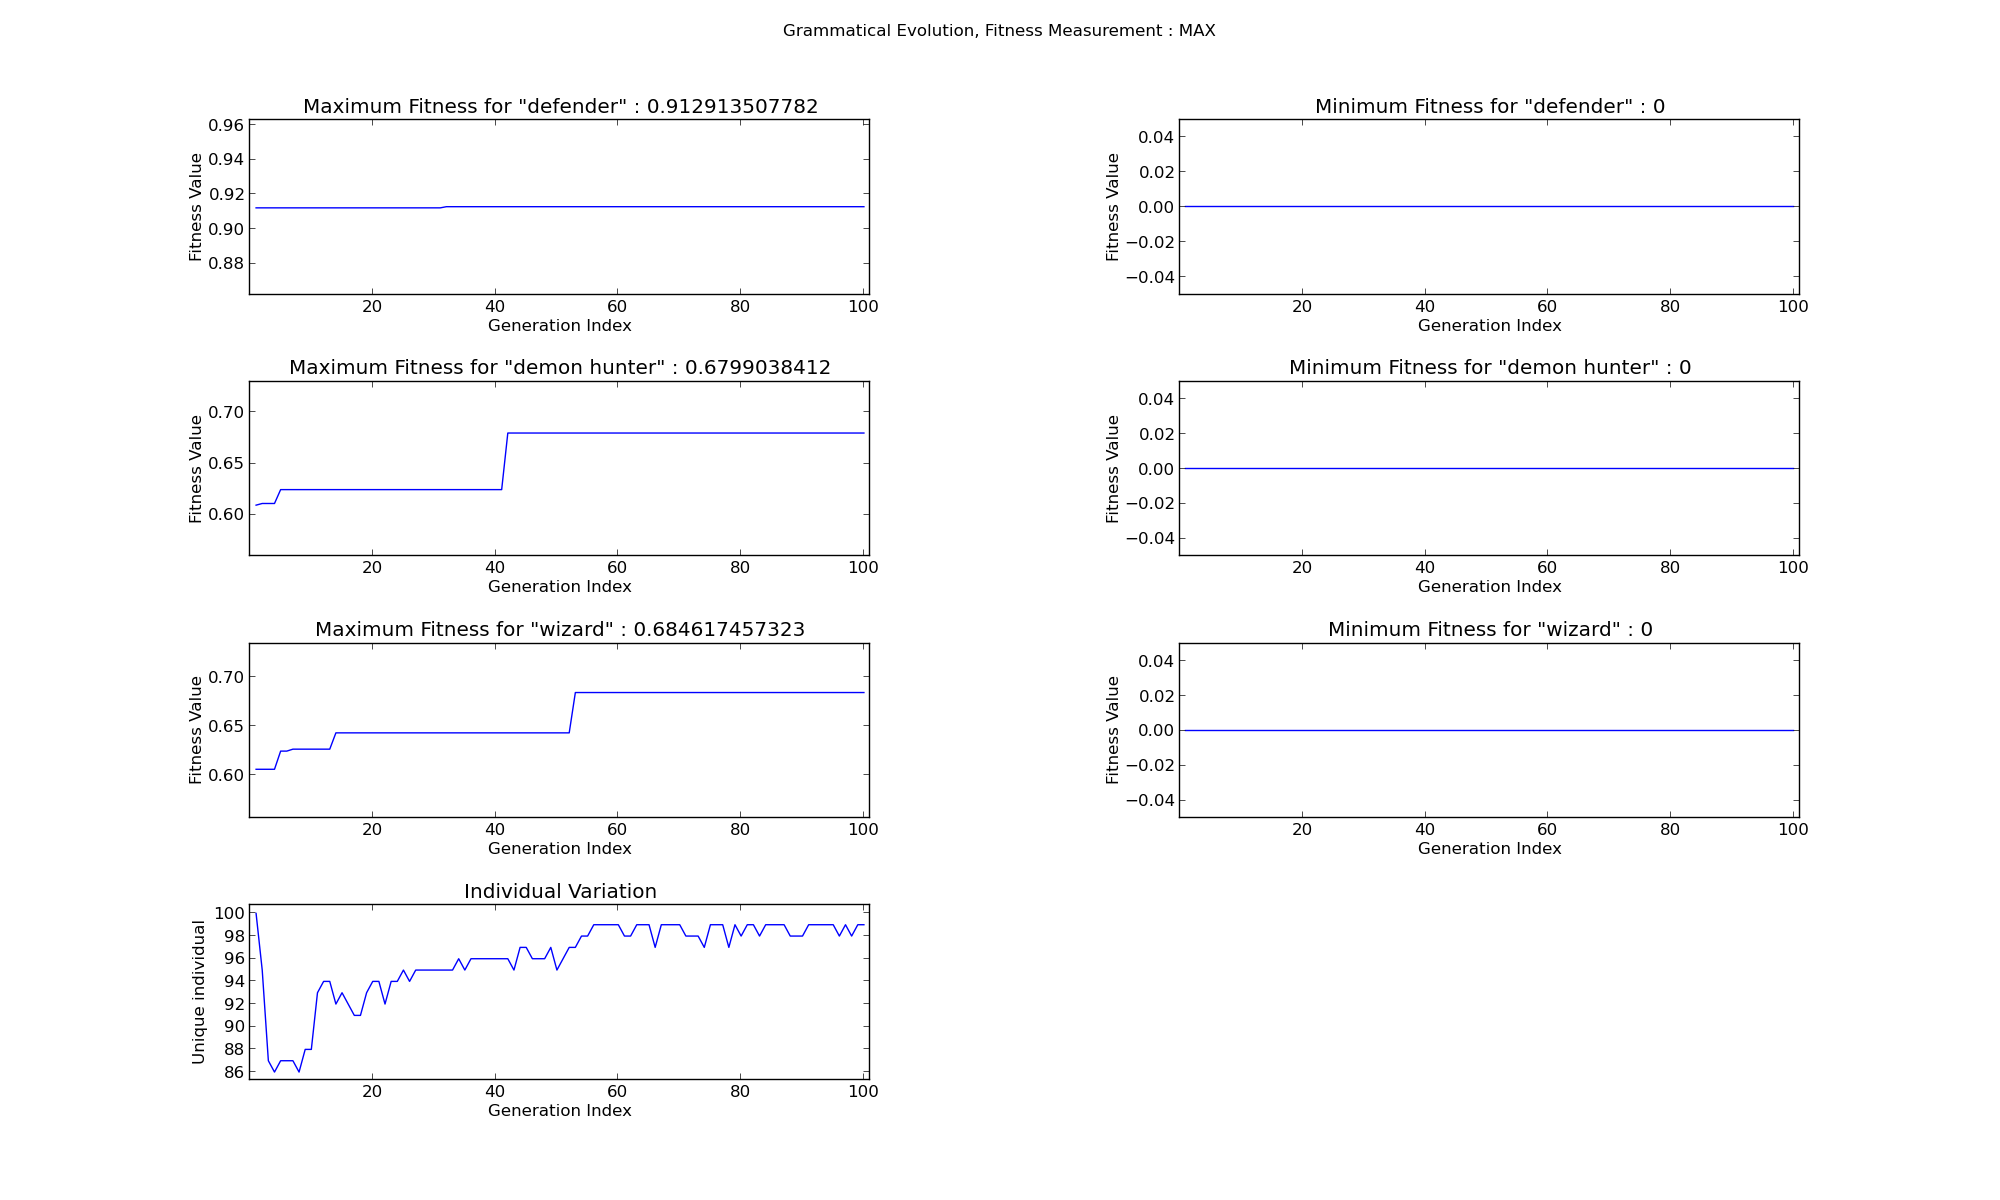 Grammatical Evolution, Fitness Measurement : MAX
Maximum Fitness for "defender" : 0.912913507782
0.96
0.94
0.92
0.90
0.88
Fitness Value
20 40 60 80 100
Generation Index
Minimum Fitness for "defender" : 0
0.04
0.02
0.00
−0.02
−0.04
Fitness Value
20 40 60 80 100
Generation Index
Maximum Fitness for "demon hunter" : 0.6799038412
0.70
0.65
0.60
Fitness Value
20 40 60 80 100
Generation Index
Minimum Fitness for "demon hunter" : 0
0.04
0.02
0.00
−0.02
−0.04
Fitness Value
20 40 60 80 100
Generation Index
Maximum Fitness for "wizard" : 0.684617457323
0.70
0.65
0.60
Fitness Value
20 40 60 80 100
Generation Index
Minimum Fitness for "wizard" : 0
0.04
0.02
0.00
−0.02
−0.04
Fitness Value
20 40 60 80 100
Generation Index
Individual Variation
100
98
96
94
92
90
88
86
Unique individual
20 40 60 80 100
Generation Index